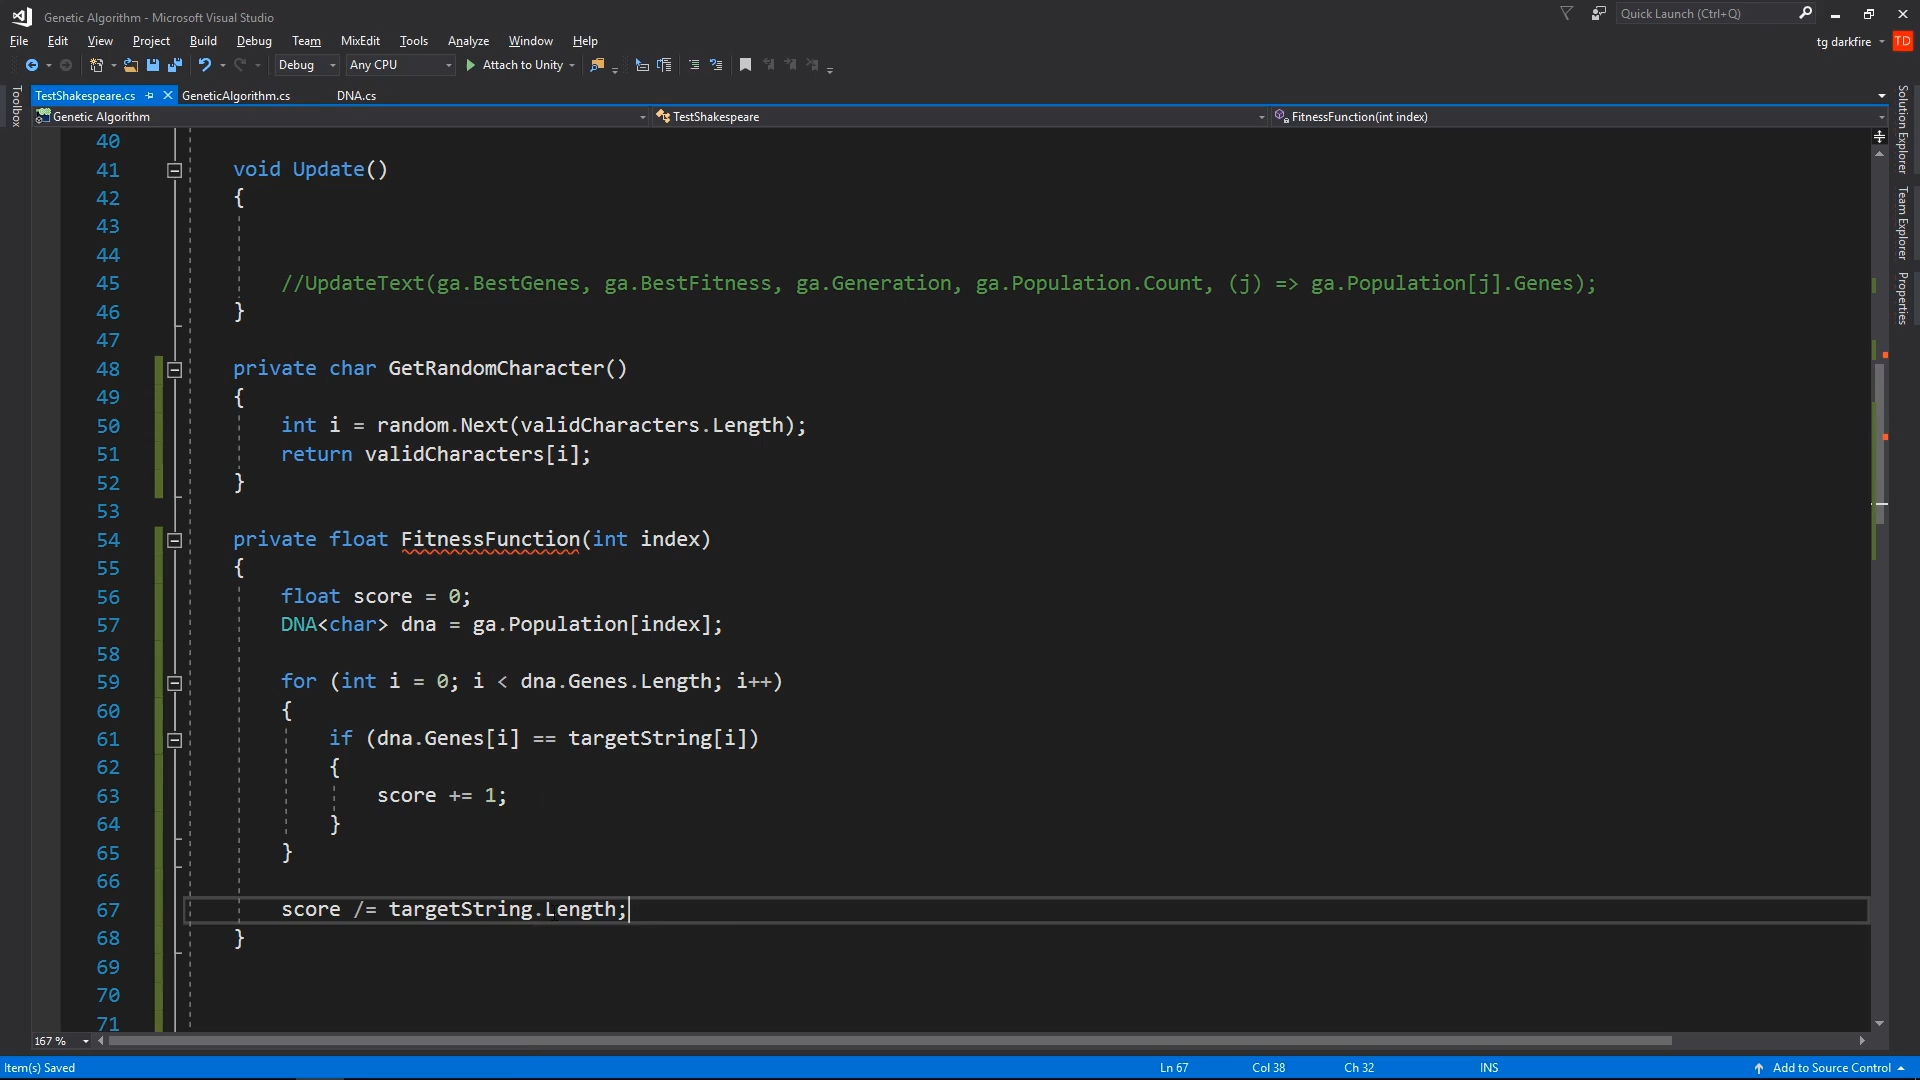 Genetic Algorithm - Microsoft Visual Studio
Quick Launch (Ctrl+Q)
File Edit View Project Build Debug Team MixEdit Tools Analyze Window Help
tg darkfire TD
Debug Any CPU Attach to Unity
TestShakespeare.cs GeneticAlgorithm.cs DNA.cs
Genetic Algorithm TestShakespeare FitnessFunction(int index)
Toolbox
Solution Explorer
Team Explorer
Properties
40
41 void Update()
42 {
43
44
45 //UpdateText(ga.BestGenes, ga.BestFitness, ga.Generation, ga.Population.Count, (j) => ga.Population[j].Genes);
46 }
47
48 private char GetRandomCharacter()
49 {
50 int i = random.Next(validCharacters.Length);
51 return validCharacters[i];
52 }
53
54 private float FitnessFunction(int index)
55 {
56 float score = 0;
57 DNA<char> dna = ga.Population[index];
58
59 for (int i = 0; i < dna.Genes.Length; i++)
60 {
61 if (dna.Genes[i] == targetString[i])
62 {
63 score += 1;
64 }
65 }
66
67 score /= targetString.Length;
68 }
69
70
71
167 %
Item(s) Saved Ln 67 Col 38 Ch 32 INS Add to Source Control